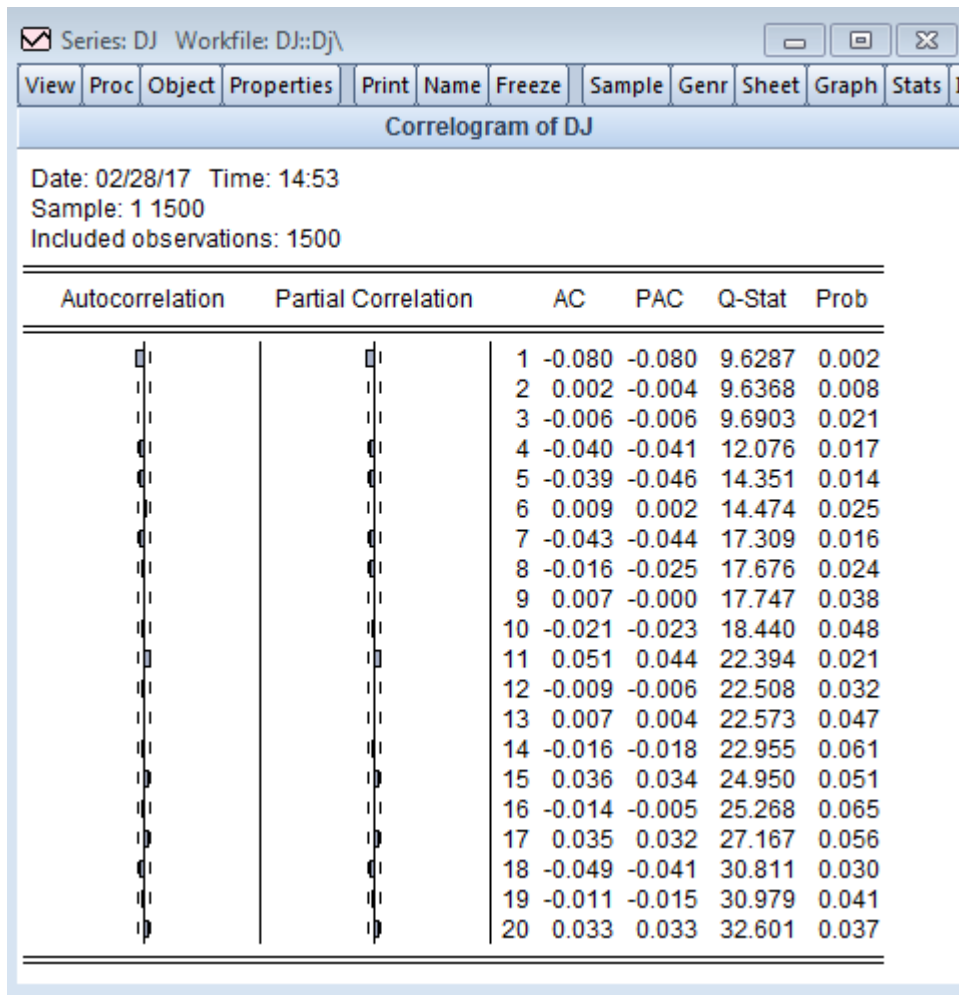 Series: DJ Workfile: DJ::Dj\
View Proc Object Properties Print Name Freeze Sample Genr Sheet Graph Stats
Correlogram of DJ
Date: 02/28/17 Time: 14:53
Sample: 1 1500
Included observations: 1500
Autocorrelation Partial Correlation AC PAC Q-Stat Prob
1 -0.080 -0.080 9.6287 0.002
2 0.002 -0.004 9.6368 0.008
3 -0.006 -0.006 9.6903 0.021
4 -0.040 -0.041 12.076 0.017
5 -0.039 -0.046 14.351 0.014
6 0.009 0.002 14.474 0.025
7 -0.043 -0.044 17.309 0.016
8 -0.016 -0.025 17.676 0.024
9 0.007 -0.000 17.747 0.038
10 -0.021 -0.023 18.440 0.048
11 0.051 0.044 22.394 0.021
12 -0.009 -0.006 22.508 0.032
13 0.007 0.004 22.573 0.047
14 -0.016 -0.018 22.955 0.061
15 0.036 0.034 24.950 0.051
16 -0.014 -0.005 25.268 0.065
17 0.035 0.032 27.167 0.056
18 -0.049 -0.041 30.811 0.030
19 -0.011 -0.015 30.979 0.041
20 0.033 0.033 32.601 0.037